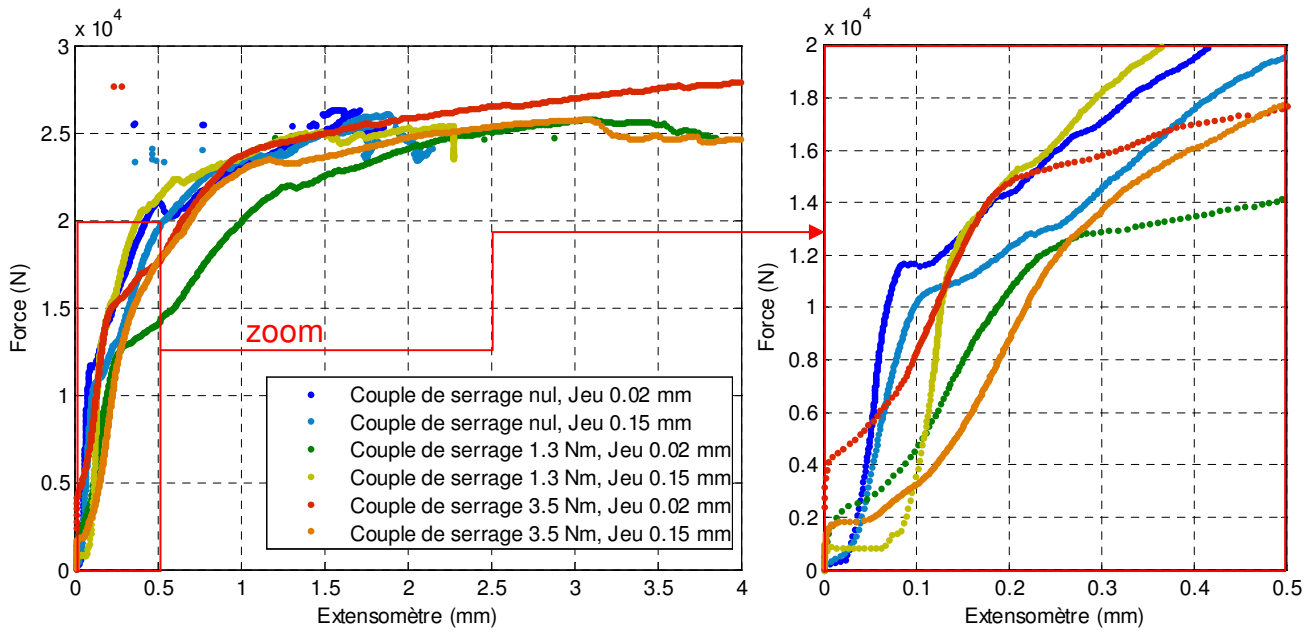 x 10⁴
3
2.5
2
1.5
1
0.5
0
Force (N)
0 0.5 1 1.5 2 2.5 3 3.5 4
Extensomètre (mm)
zoom
Couple de serrage nul, Jeu 0.02 mm
Couple de serrage nul, Jeu 0.15 mm
Couple de serrage 1.3 Nm, Jeu 0.02 mm
Couple de serrage 1.3 Nm, Jeu 0.15 mm
Couple de serrage 3.5 Nm, Jeu 0.02 mm
Couple de serrage 3.5 Nm, Jeu 0.15 mm
x 10⁴
2
1.8
1.6
1.4
1.2
1
0.8
0.6
0.4
0.2
0
Force (N)
0 0.1 0.2 0.3 0.4 0.5
Extensomètre (mm)